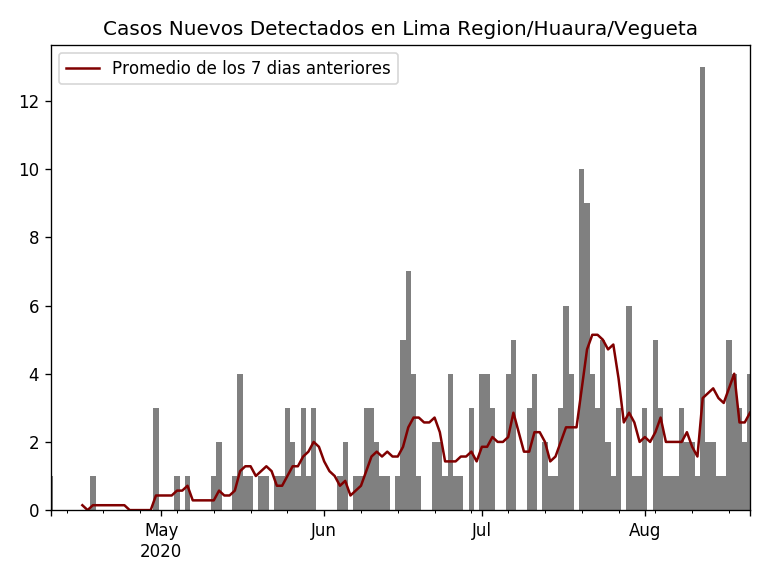 Casos Nuevos Detectados en Lima Region/Huaura/Vegueta
Promedio de los 7 dias anteriores
12
10
8
6
4
2
0
May
2020
Jun
Jul
Aug